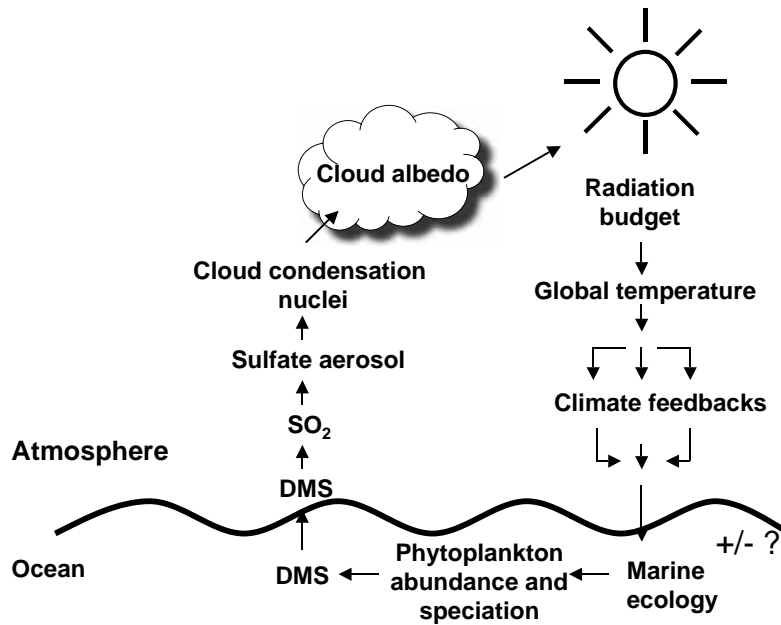 Cloud albedo
Radiation
budget
Cloud condensation
nuclei
Global temperature
Sulfate aerosol
Climate feedbacks
SO₂
Atmosphere
DMS
+/- ?
Ocean
DMS
Phytoplankton
abundance and
speciation
Marine
ecology